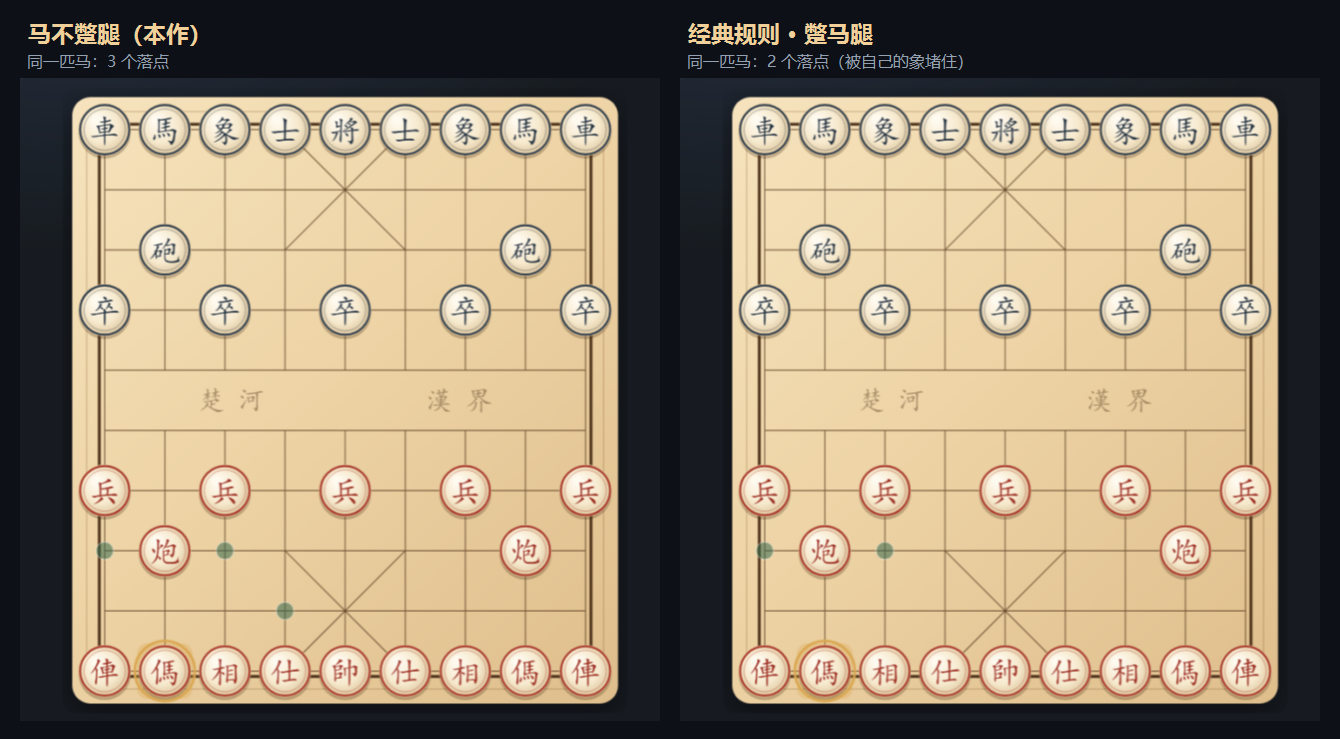 马不蹩腿（本作）
同一匹马：3 个落点
車馬象士將士象馬車
砲砲
卒卒卒卒卒
楚河 漢界
兵兵兵兵兵
炮炮
俥傌相仕帥仕相傌俥
经典规则 • 蹩马腿
同一匹马：2 个落点（被自己的象堵住）
車馬象士將士象馬車
砲砲
卒卒卒卒卒
楚河 漢界
兵兵兵兵兵
炮炮
俥傌相仕帥仕相傌俥